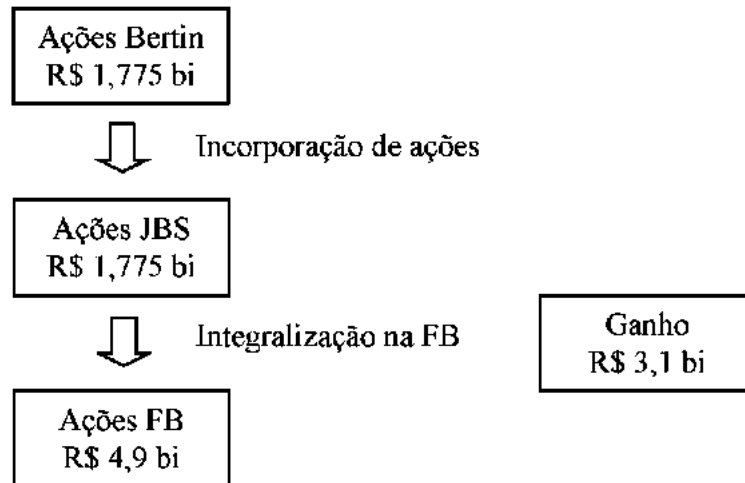 Ações Bertin
R$ 1,775 bi
Incorporação de ações
Ações JBS
R$ 1,775 bi
Integralização na FB
Ganho
R$ 3,1 bi
Ações FB
R$ 4,9 bi